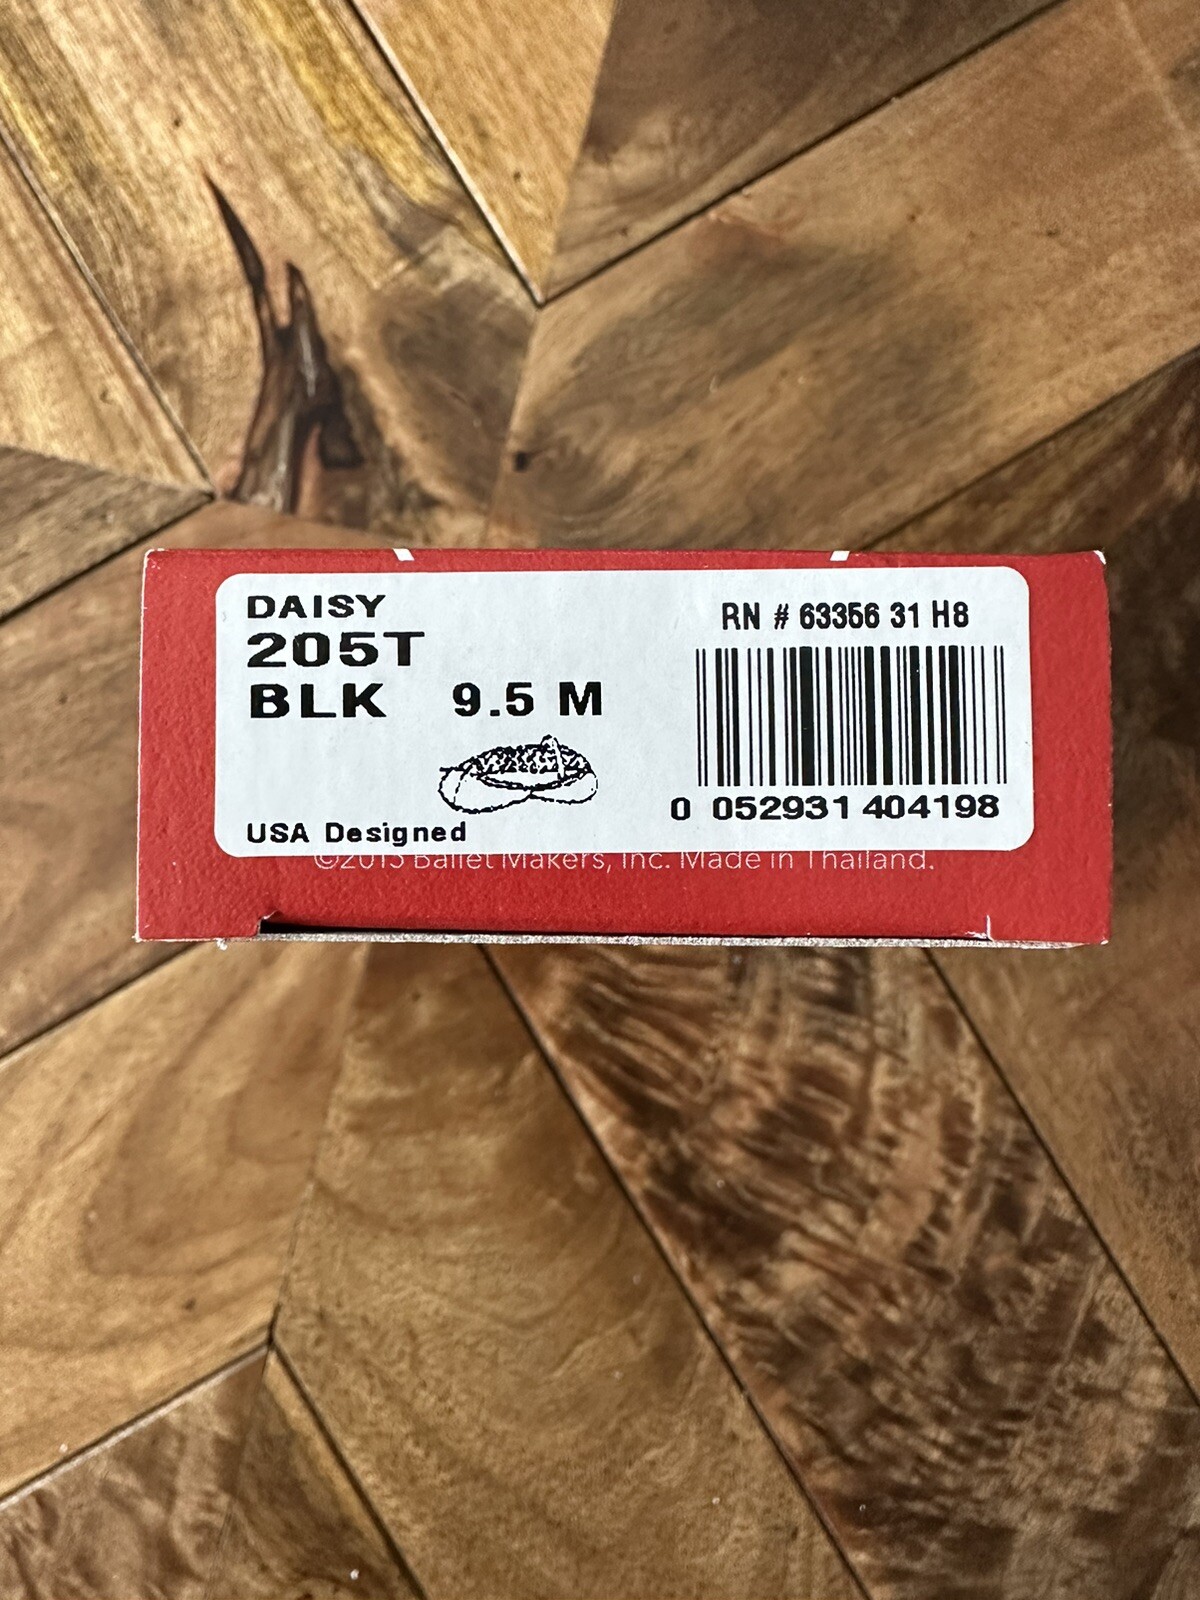 DAISY
205T
BLK 9.5 M
USA Designed
RN # 63356 31 H8
0 052931 404198
©2015 Ballet Makers, Inc. Made in Thailand.